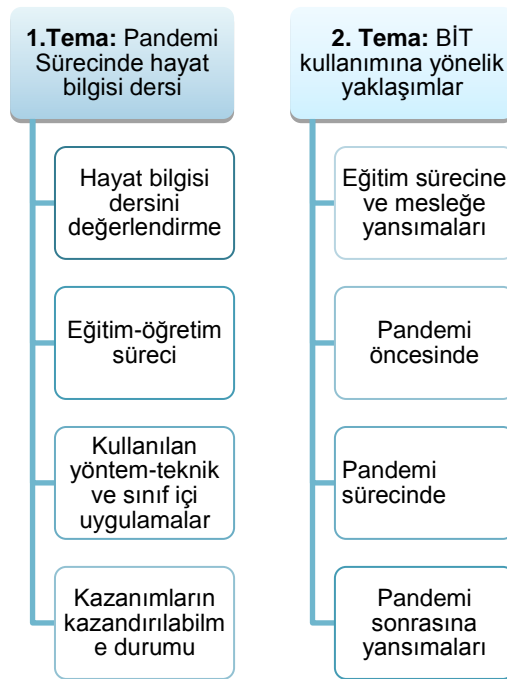 1.Tema: Pandemi
Sürecinde hayat
bilgisi dersi
Hayat bilgisi
dersini
değerlendirme
Eğitim-öğretim
süreci
Kullanılan
yöntem-teknik
ve sınıf içi
uygulamalar
Kazanımların
kazandırılabilm
e durumu
2. Tema: BİT
kullanımına yönelik
yaklaşımlar
Eğitim sürecine
ve mesleğe
yansımaları
Pandemi
öncesinde
Pandemi
sürecinde
Pandemi
sonrasına
yansımaları